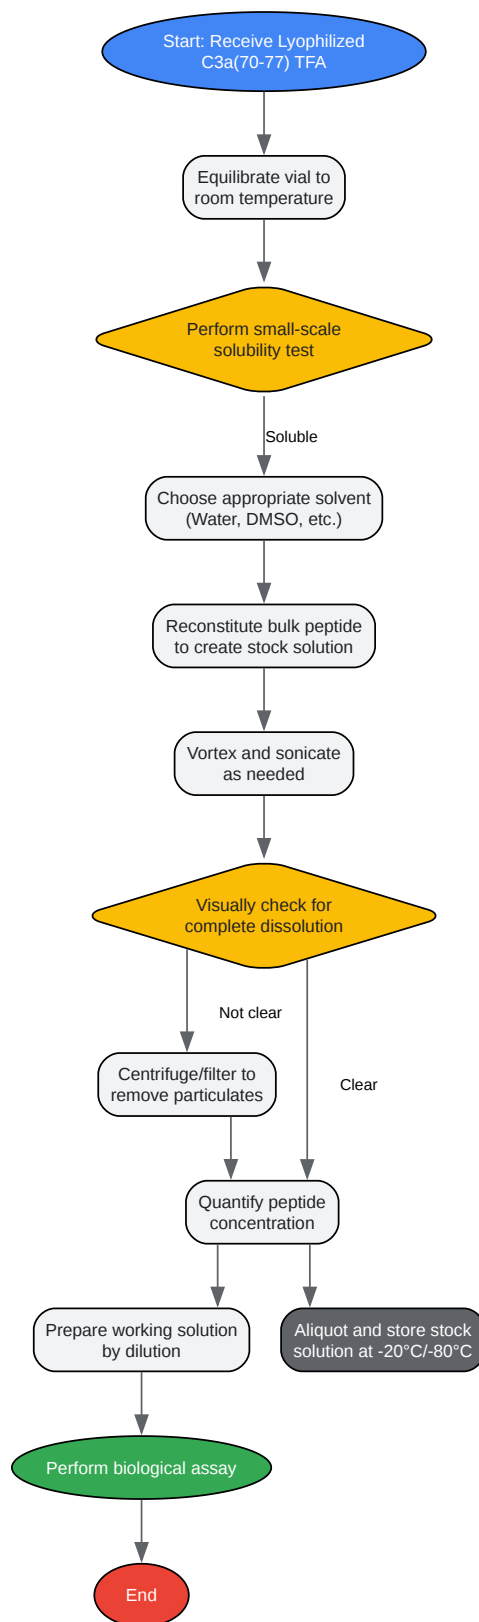 Start: Receive Lyophilized
C3a(70-77) TFA
Equilibrate vial to
room temperature
Perform small-scale
solubility test
Soluble
Choose appropriate solvent
(Water, DMSO, etc.)
Reconstitute bulk peptide
to create stock solution
Vortex and sonicate
as needed
Visually check for
complete dissolution
Not clear
Centrifuge/filter to
remove particulates
Clear
Quantify peptide
concentration
Prepare working solution
by dilution
Aliquot and store stock
solution at -20°C/-80°C
Perform biological assay
End